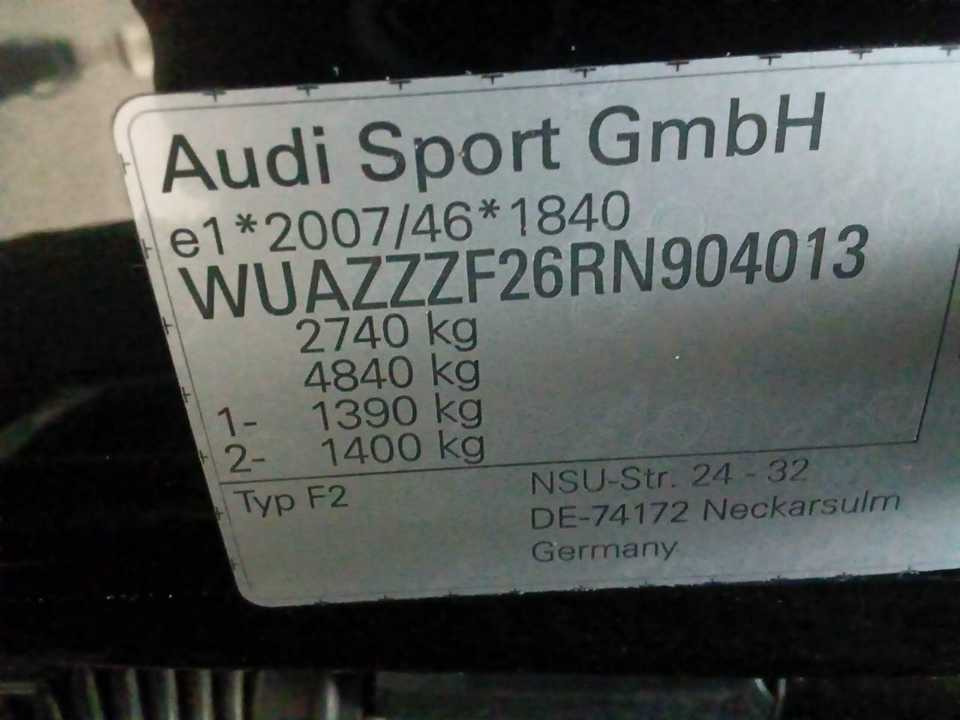 Audi Sport GmbH
e1*2007/46*1840
WUAZZZF26RN904013
2740 kg
4840 kg
1- 1390 kg
2- 1400 kg
Typ F2
NSU-Str. 24 - 32
DE-74172 Neckarsulm
Germany